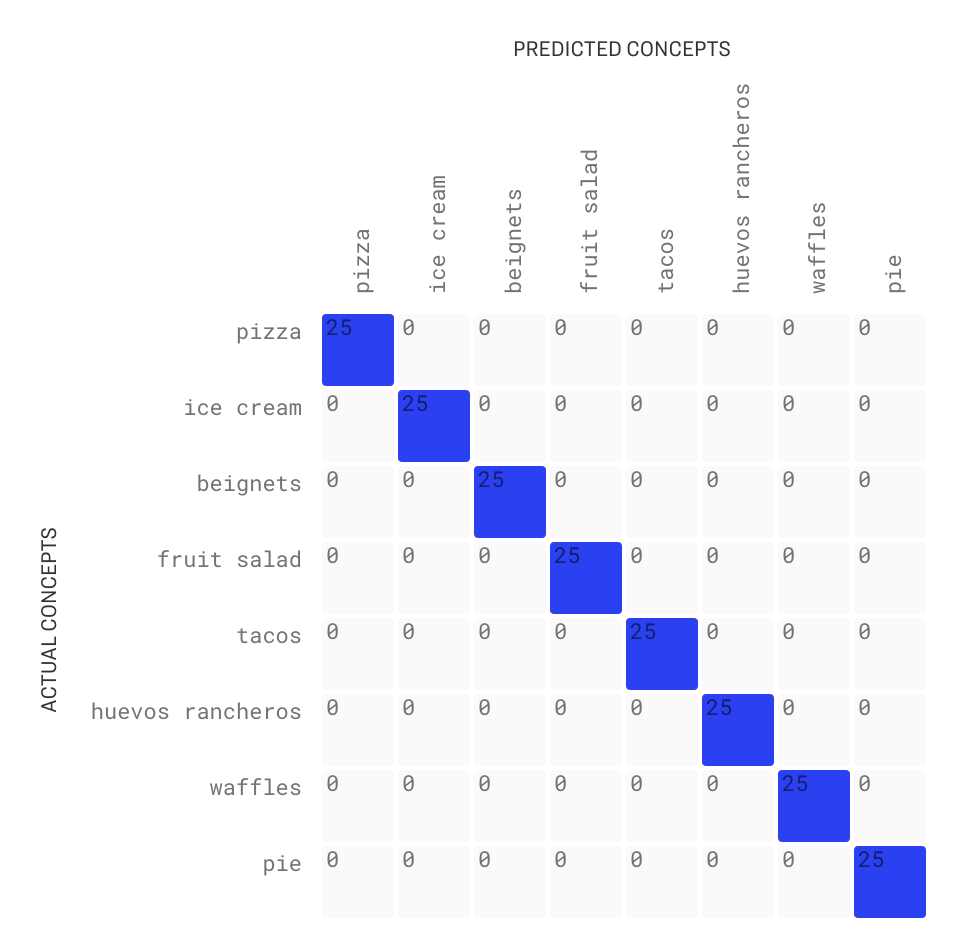 PREDICTED CONCEPTS
pizza
ice cream
beignets
fruit salad
tacos
huevos rancheros
waffles
pie
ACTUAL CONCEPTS
pizza 25 0 0 0 0 0 0 0
ice cream 0 25 0 0 0 0 0 0
beignets 0 0 25 0 0 0 0 0
fruit salad 0 0 0 25 0 0 0 0
tacos 0 0 0 0 25 0 0 0
huevos rancheros 0 0 0 0 0 25 0 0
waffles 0 0 0 0 0 0 25 0
pie 0 0 0 0 0 0 0 25